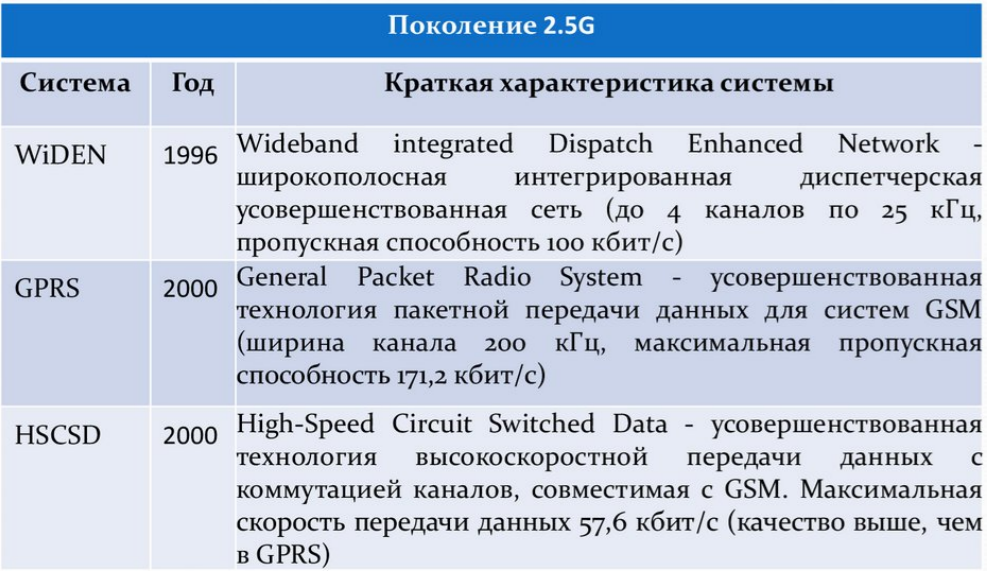 Поколение 2.5G
Система Год Краткая характеристика системы
WiDEN 1996 Wideband integrated Dispatch Enhanced Network -
широкополосная интегрированная диспетчерская
усовершенствованная сеть (до 4 каналов по 25 кГц,
пропускная способность 100 кбит/с)
GPRS 2000 General Packet Radio System - усовершенствованная
технология пакетной передачи данных для систем GSM
(ширина канала 200 кГц, максимальная пропускная
способность 171,2 кбит/с)
HSCSD 2000 High-Speed Circuit Switched Data - усовершенствованная
технология высокоскоростной передачи данных с
коммутацией каналов, совместимая с GSM. Максимальная
скорость передачи данных 57,6 кбит/с (качество выше, чем
в GPRS)